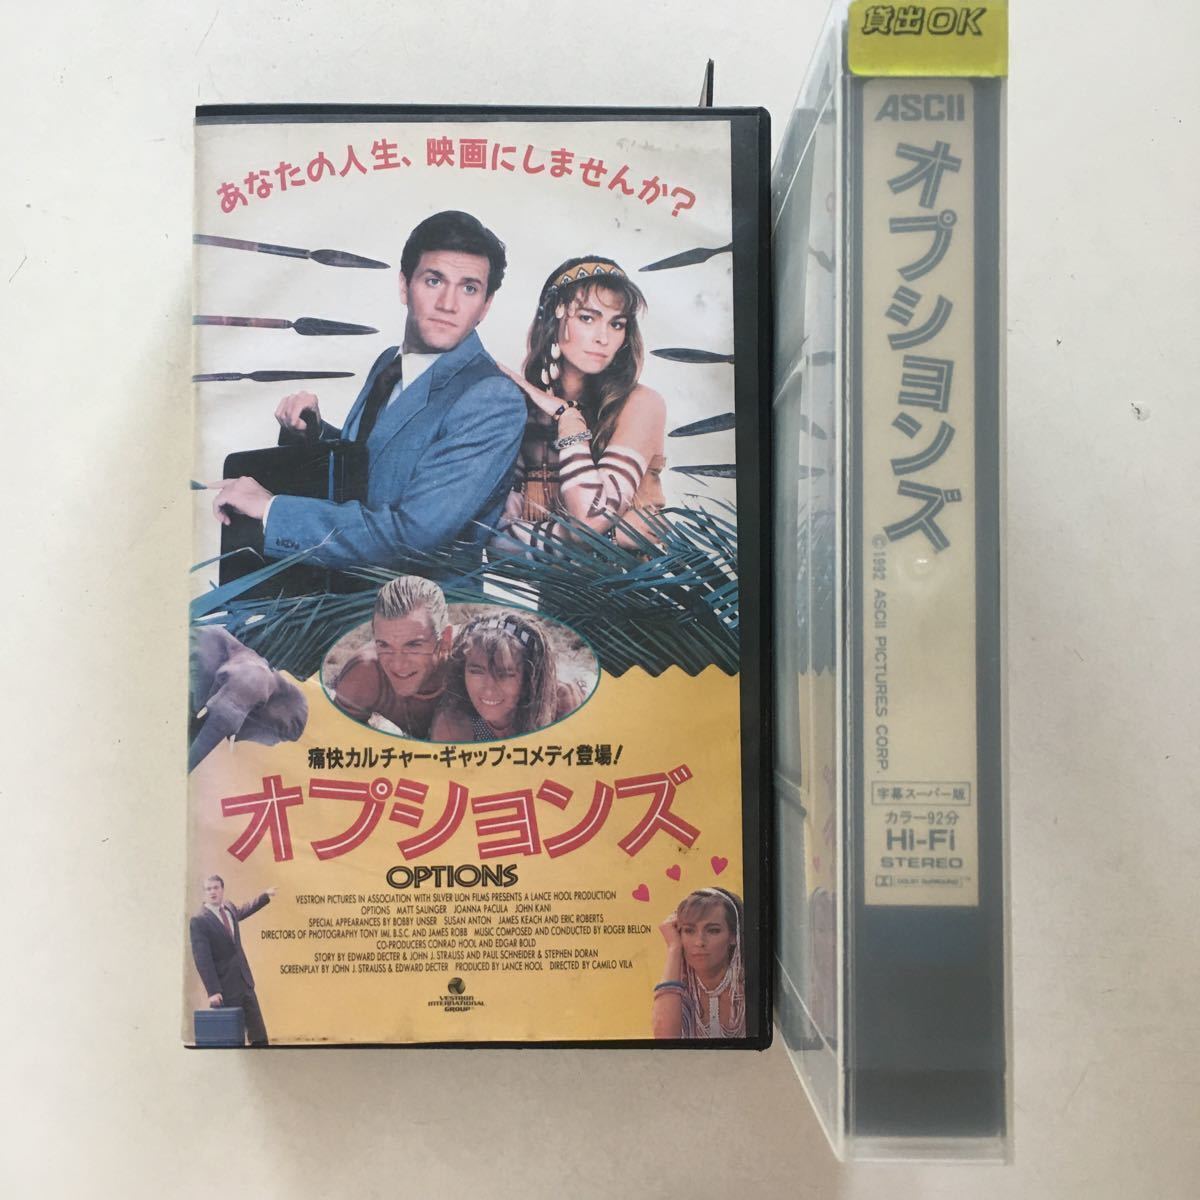 あなたの人生、映画にしませんか?
痛快カルチャー・ギャップ・コメディ登場!
オプションズ
OPTIONS
VESTRON PICTURES IN ASSOCIATION WITH SILVER LION FILMS PRESENTS A LANCE HOOL PRODUCTION
OPTIONS MATT SALINGER JOANNA PACULA JOHN KANI
SPECIAL APPEARANCES BY BOBBY UNSER SUSAN ANTON JAMES KEACH AND ERIC ROBERTS
DIRECTORS OF PHOTOGRAPHY TONY IMI, B.S.C. AND JAMES ROBB MUSIC COMPOSED AND CONDUCTED BY ROGER BELLON
CO-PRODUCERS CONRAD HOOL AND EDGAR BOLD
STORY BY EDWARD DECTER & JOHN J. STRAUSS AND PAUL SCHNEIDER & STEPHEN DORAN
SCREENPLAY BY JOHN J. STRAUSS & EDWARD DECTER PRODUCED BY LANCE HOOL DIRECTED BY CAMILO VILA
VESTRON
INTERNATIONAL
GROUP
貸出OK
ASCII
オプションズ
©1992 ASCII PICTURES CORP.
字幕スーパー版
カラー92分
Hi-Fi
STEREO
DOLBY SURROUND